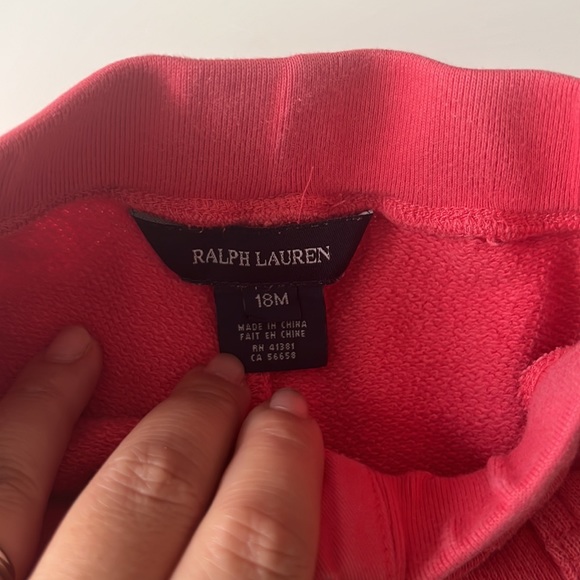 RALPH LAUREN
18M
MADE IN CHINA
FAIT EN CHINE
RN 41381
CA 56658